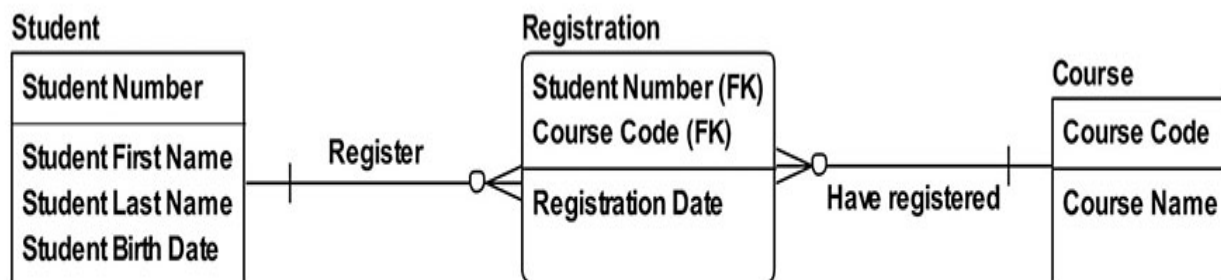 Student
Student Number
Student First Name
Student Last Name
Student Birth Date
Register
Registration
Student Number (FK)
Course Code (FK)
Registration Date
Have registered
Course
Course Code
Course Name